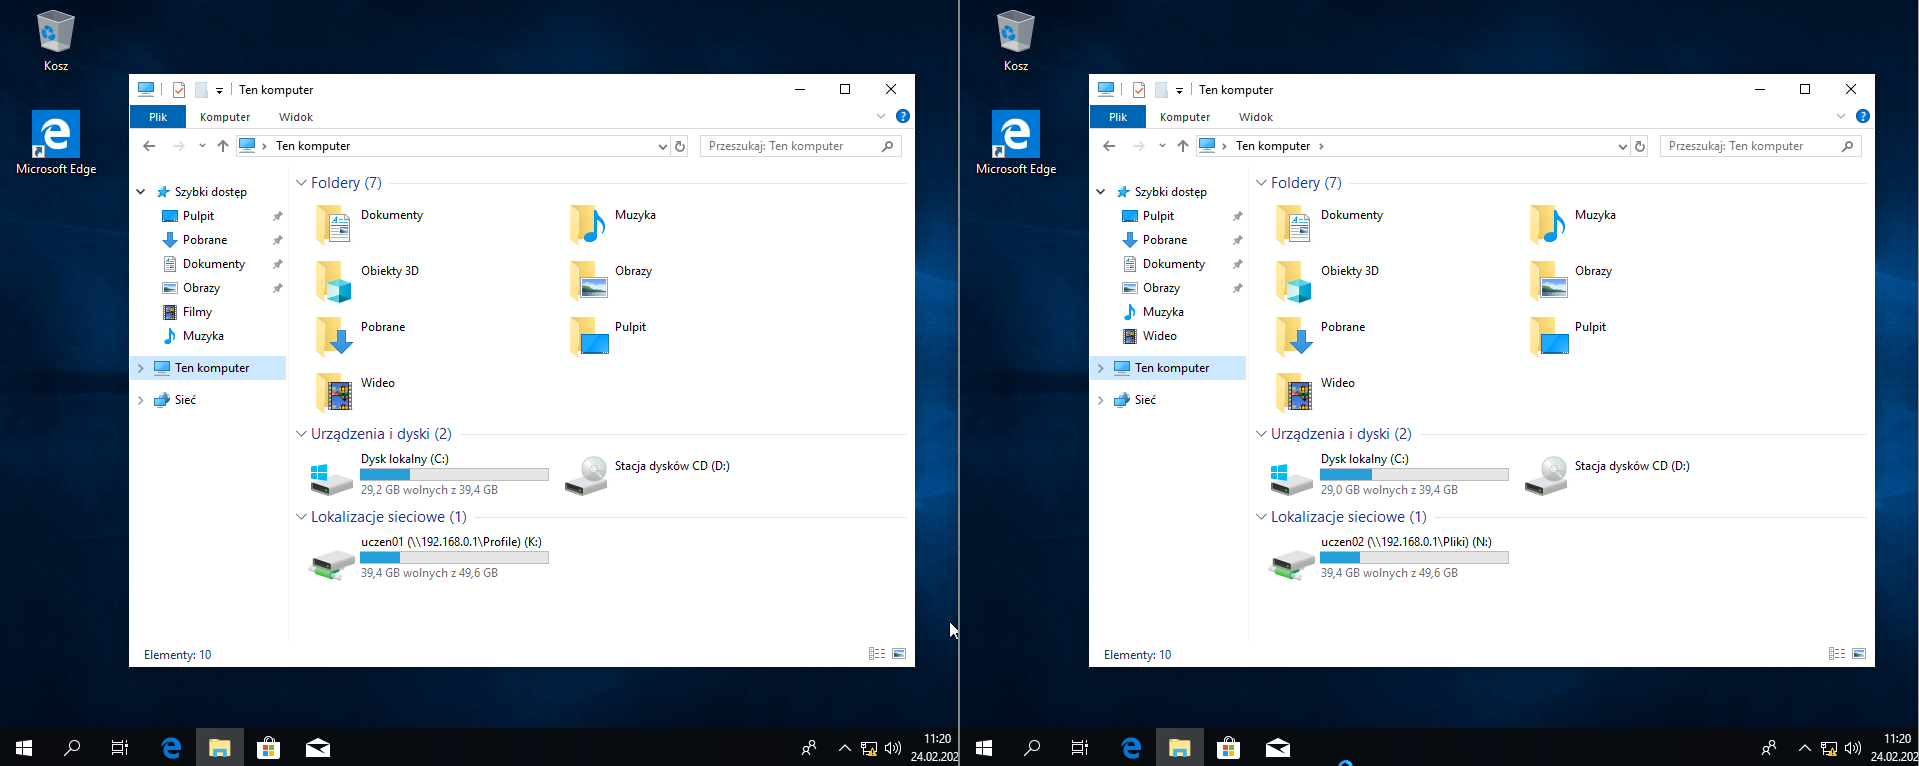 Kosz
Microsoft Edge
Ten komputer
Plik
Komputer
Widok
Ten komputer
Przeszukaj: Ten komputer
Szybki dostęp
Pulpit
Pobrane
Dokumenty
Obrazy
Filmy
Muzyka
Ten komputer
Sieć
Foldery (7)
Dokumenty
Muzyka
Obiekty 3D
Obrazy
Pobrane
Pulpit
Wideo
Urządzenia i dyski (2)
Dysk lokalny (C:)
29,2 GB wolnych z 39,4 GB
Stacja dysków CD (D:)
Lokalizacje sieciowe (1)
uczen01 (\\192.168.0.1\Profile) (K:)
39,4 GB wolnych z 49,6 GB
Elementy: 10
11:20
24.02.202
Kosz
Microsoft Edge
Ten komputer
Plik
Komputer
Widok
Ten komputer
Przeszukaj: Ten komputer
Szybki dostęp
Pulpit
Pobrane
Dokumenty
Obrazy
Muzyka
Wideo
Ten komputer
Sieć
Foldery (7)
Dokumenty
Muzyka
Obiekty 3D
Obrazy
Pobrane
Pulpit
Wideo
Urządzenia i dyski (2)
Dysk lokalny (C:)
29,0 GB wolnych z 39,4 GB
Stacja dysków CD (D:)
Lokalizacje sieciowe (1)
uczen02 (\\192.168.0.1\Pliki) (N:)
39,4 GB wolnych z 49,6 GB
Elementy: 10
11:20
24.02.202